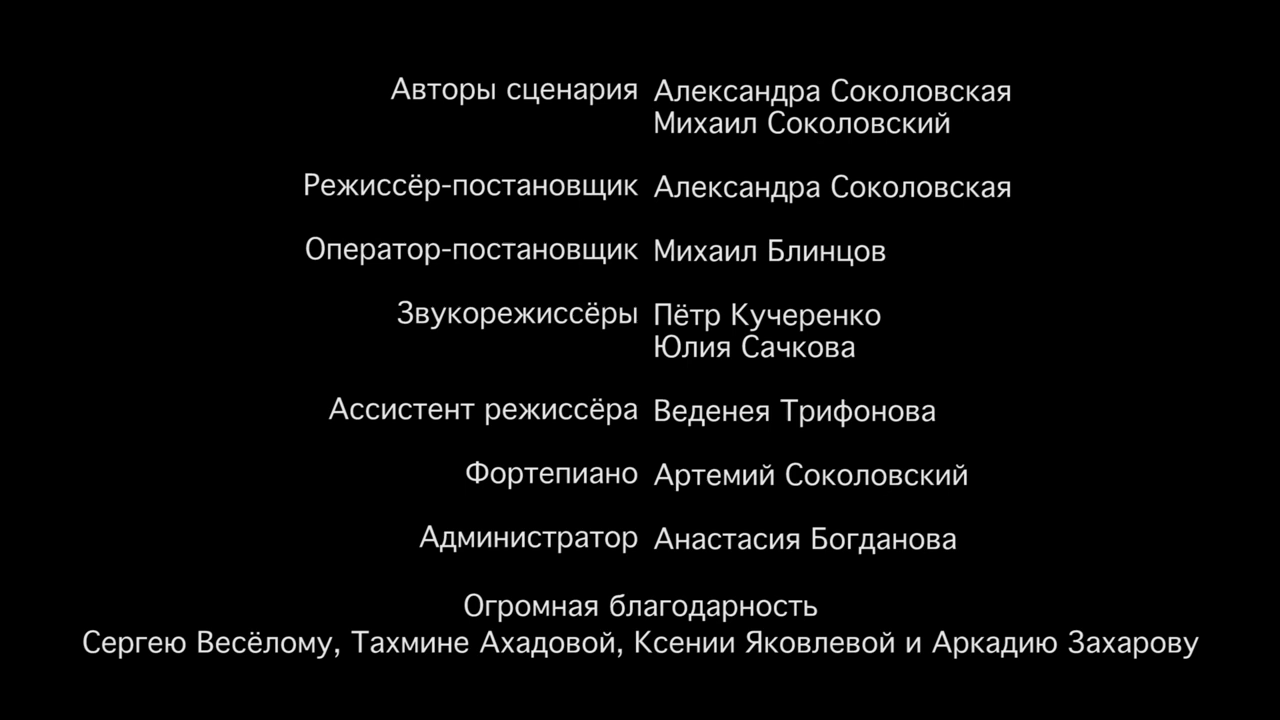 Авторы сценария Александра Соколовская
Михаил Соколовский
Режиссёр-постановщик Александра Соколовская
Оператор-постановщик Михаил Блинцов
Звукорежиссёры Пётр Кучеренко
Юлия Сачкова
Ассистент режиссёра Веденея Трифонова
Фортепиано Артемий Соколовский
Администратор Анастасия Богданова
Огромная благодарность
Сергею Весёлому, Тахмине Ахадовой, Ксении Яковлевой и Аркадию Захарову